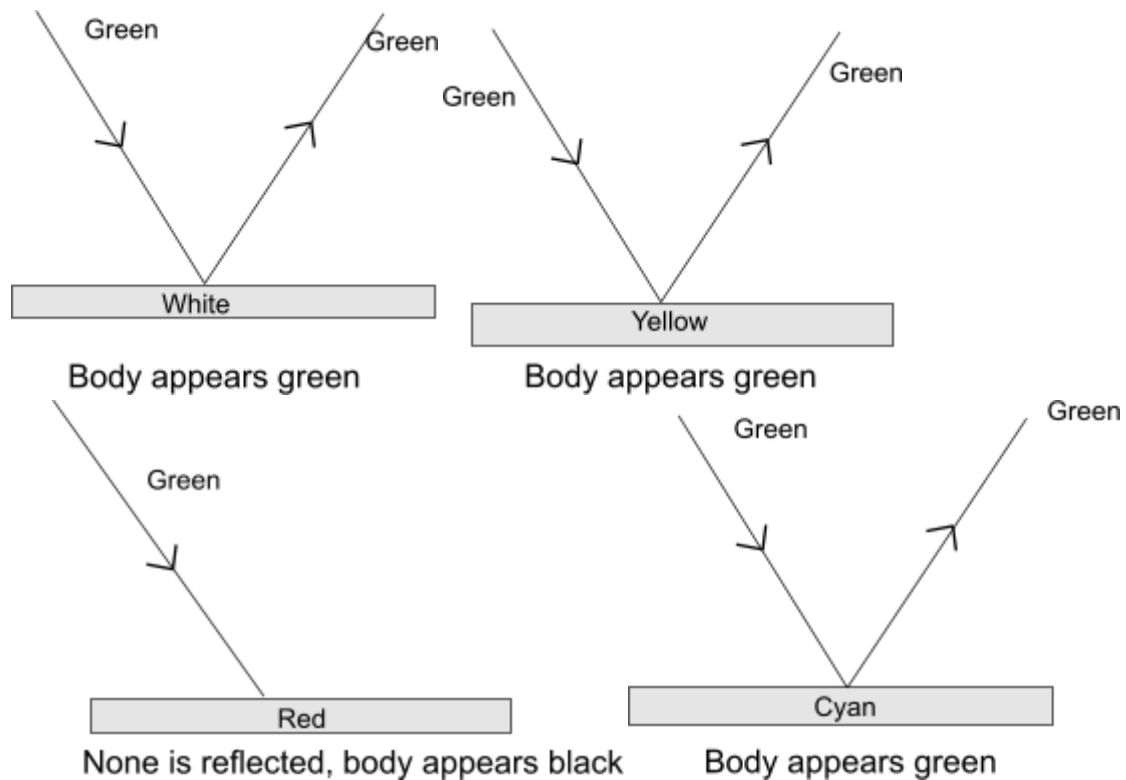 Green
Green
White
Body appears green
Green
Green
Yellow
Body appears green
Green
Red
None is reflected, body appears black
Green
Green
Cyan
Body appears green